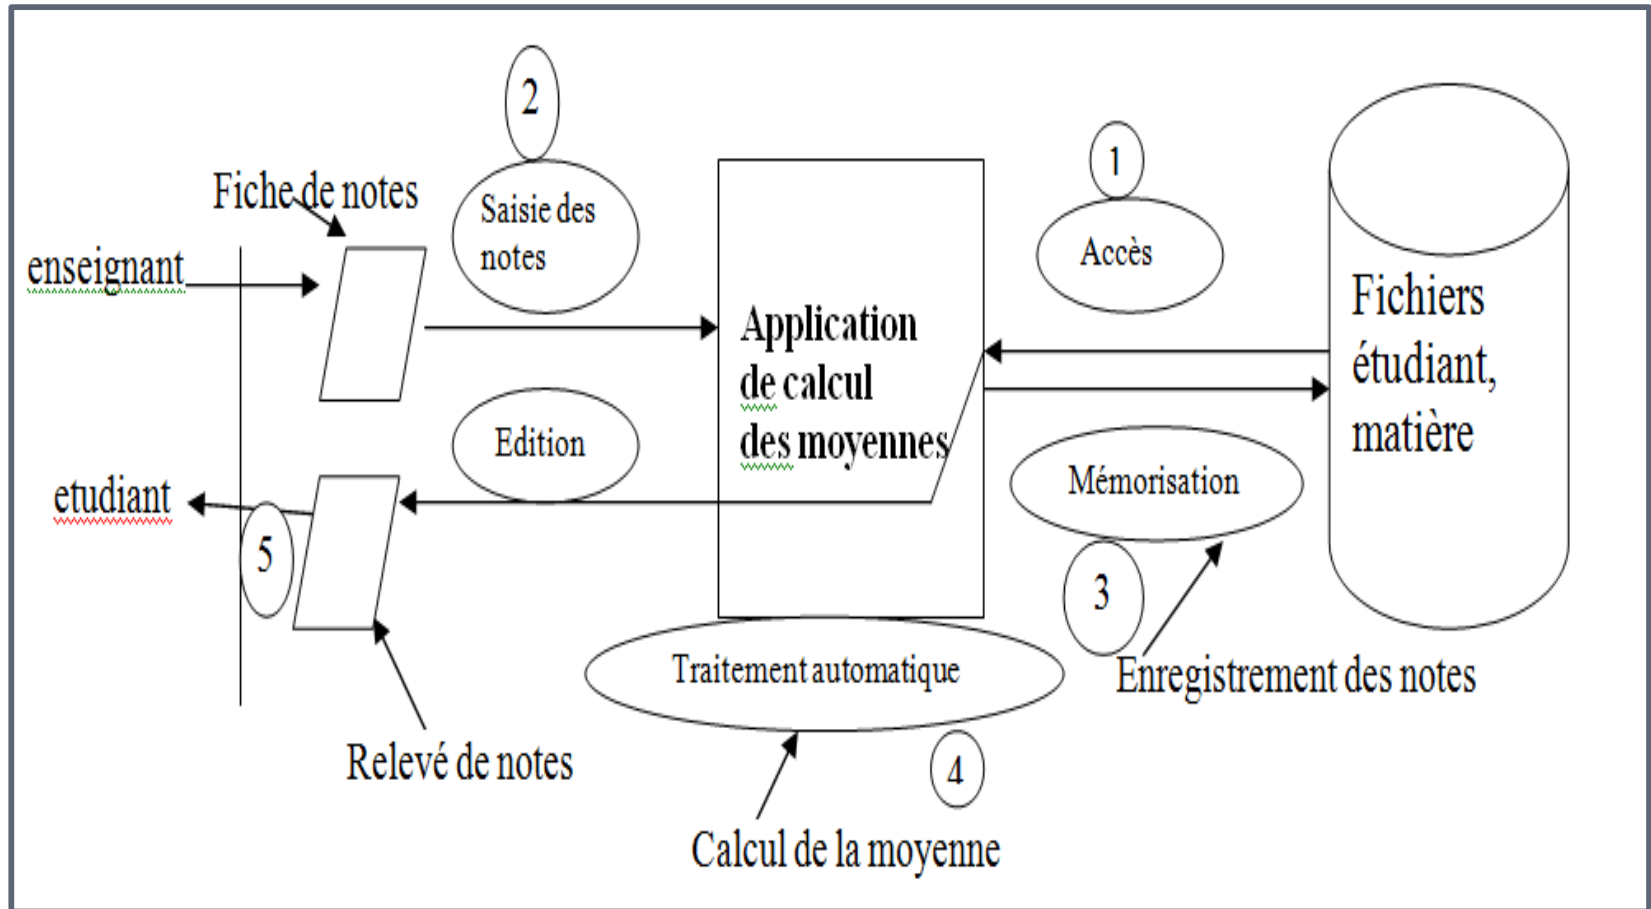 2
1
Fiche de notes
Saisie des
notes
Accès
enseignant
Fichiers
étudiant,
matière
Application
de calcul
des moyennes
Edition
Mémorisation
etudiant
5
3
Traitement automatique
Enregistrement des notes
Relevé de notes
4
Calcul de la moyenne